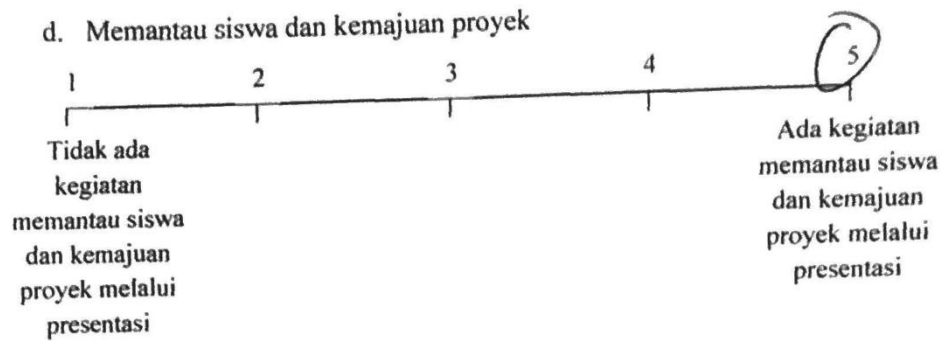 d. Memantau siswa dan kemajuan proyek
1 2 3 4 5
Tidak ada
kegiatan
memantau siswa
dan kemajuan
proyek melalui
presentasi
Ada kegiatan
memantau siswa
dan kemajuan
proyek melalui
presentasi